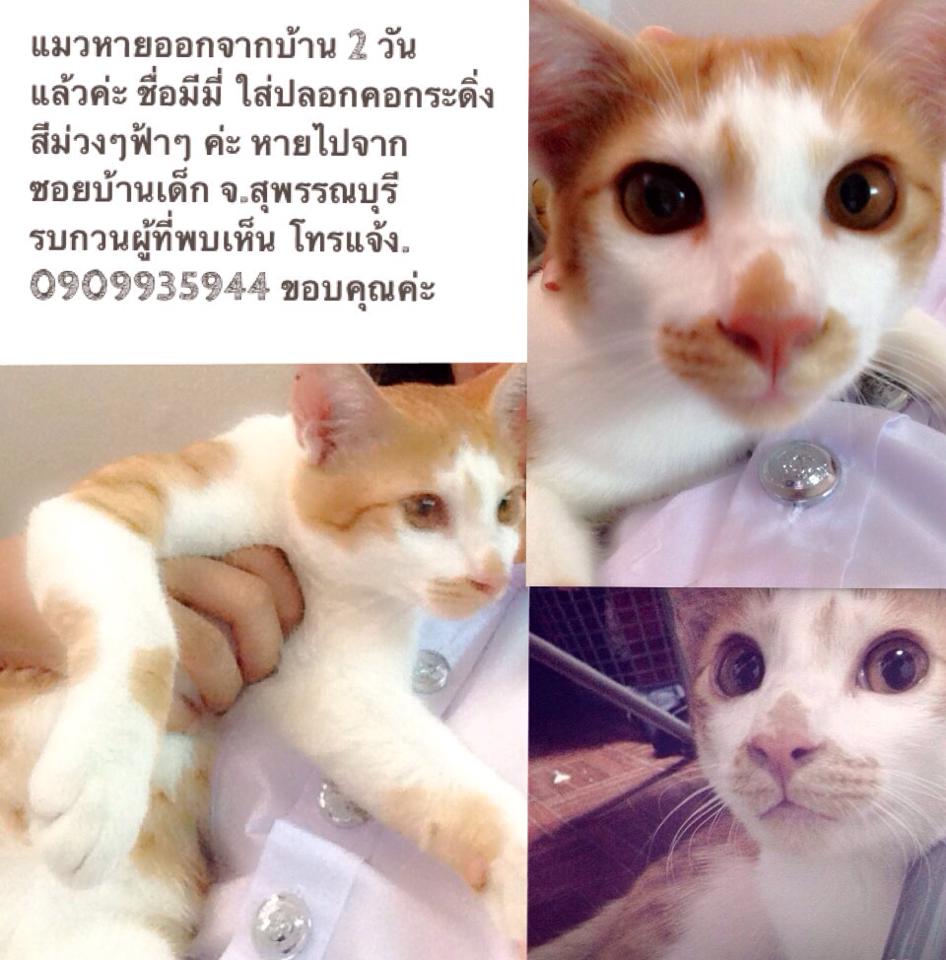 แมวหายออกจากบ้าน 2 วัน
แล้วค่ะ ชื่อมีมี่ ใส่ปลอกคอกระดิ่ง
สีม่วงๆฟ้าๆ ค่ะ หายไปจาก
ซอยบ้านเด็ก จ.สุพรรณบุรี
รบกวนผู้ที่พบเห็น โทรแจ้ง.
0909935944 ขอบคุณค่ะ